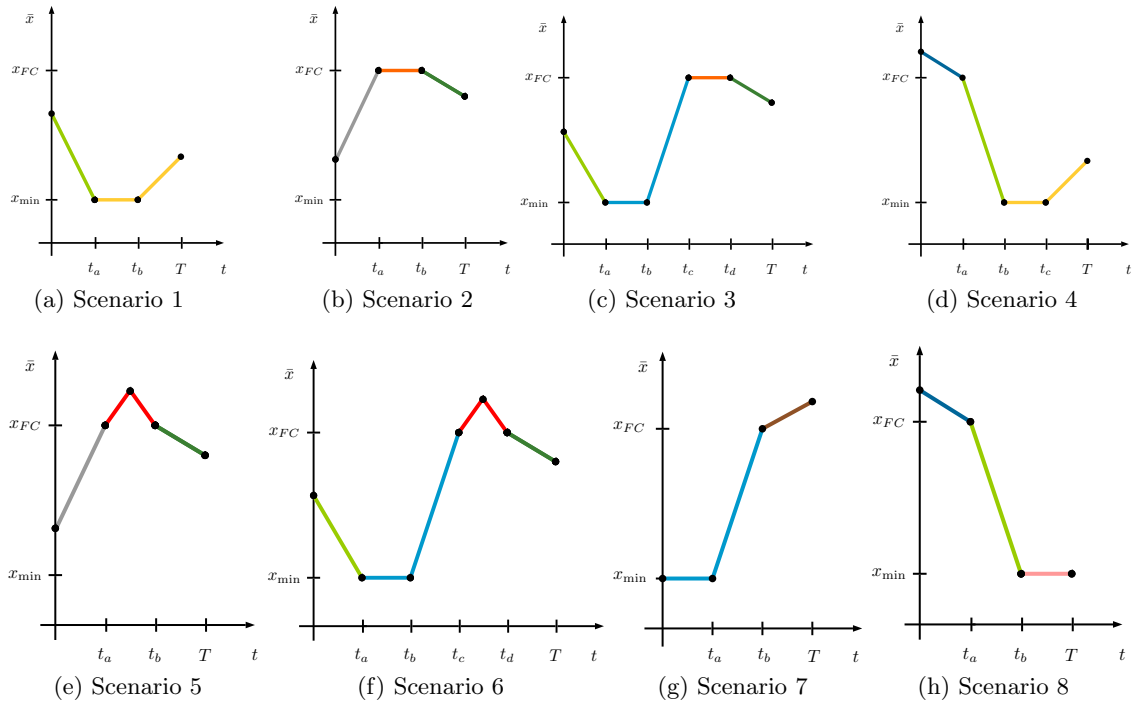 x̄
x_FC
x_min
t_a t_b T t
(a) Scenario 1
x̄
x_FC
x_min
t_a t_b T t
(b) Scenario 2
x̄
x_FC
x_min
t_a t_b t_c t_d T t
(c) Scenario 3
x̄
x_FC
x_min
t_a t_b t_c T t
(d) Scenario 4
x̄
x_FC
x_min
t_a t_b T t
(e) Scenario 5
x̄
x_FC
x_min
t_a t_b t_c t_d T t
(f) Scenario 6
x̄
x_FC
x_min
t_a t_b T t
(g) Scenario 7
x̄
x_FC
x_min
t_a t_b T t
(h) Scenario 8